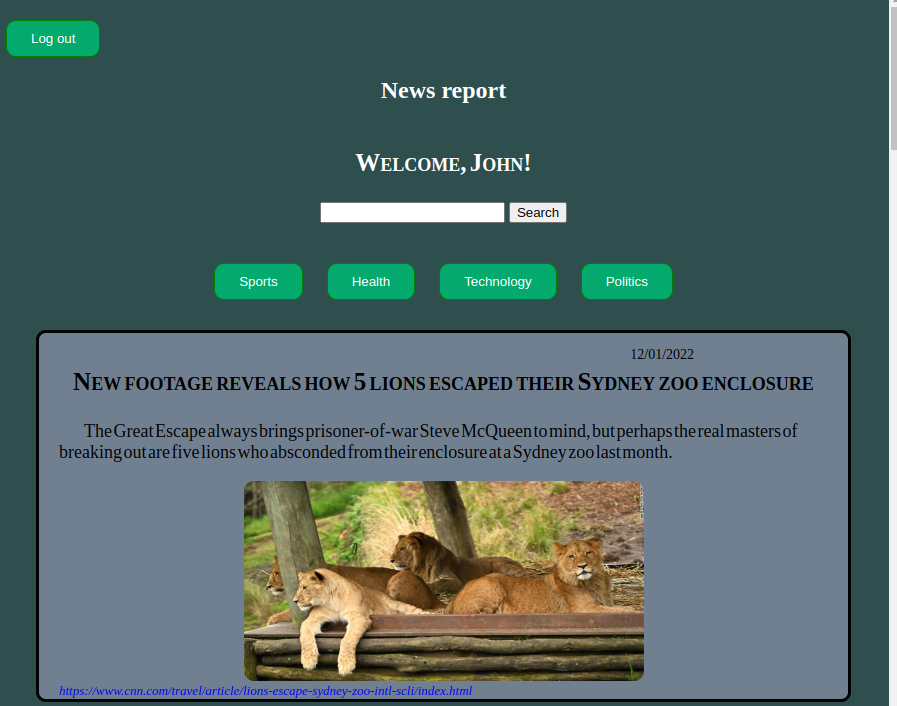 Log out
News report
Welcome, John!
Search
Sports Health Technology Politics
12/01/2022
New footage reveals how 5 lions escaped their Sydney zoo enclosure
The Great Escape always brings prisoner-of-war Steve McQueen to mind, but perhaps the real masters of
breaking out are five lions who absconded from their enclosure at a Sydney zoo last month.
https://www.cnn.com/travel/article/lions-escape-sydney-zoo-intl-scli/index.html